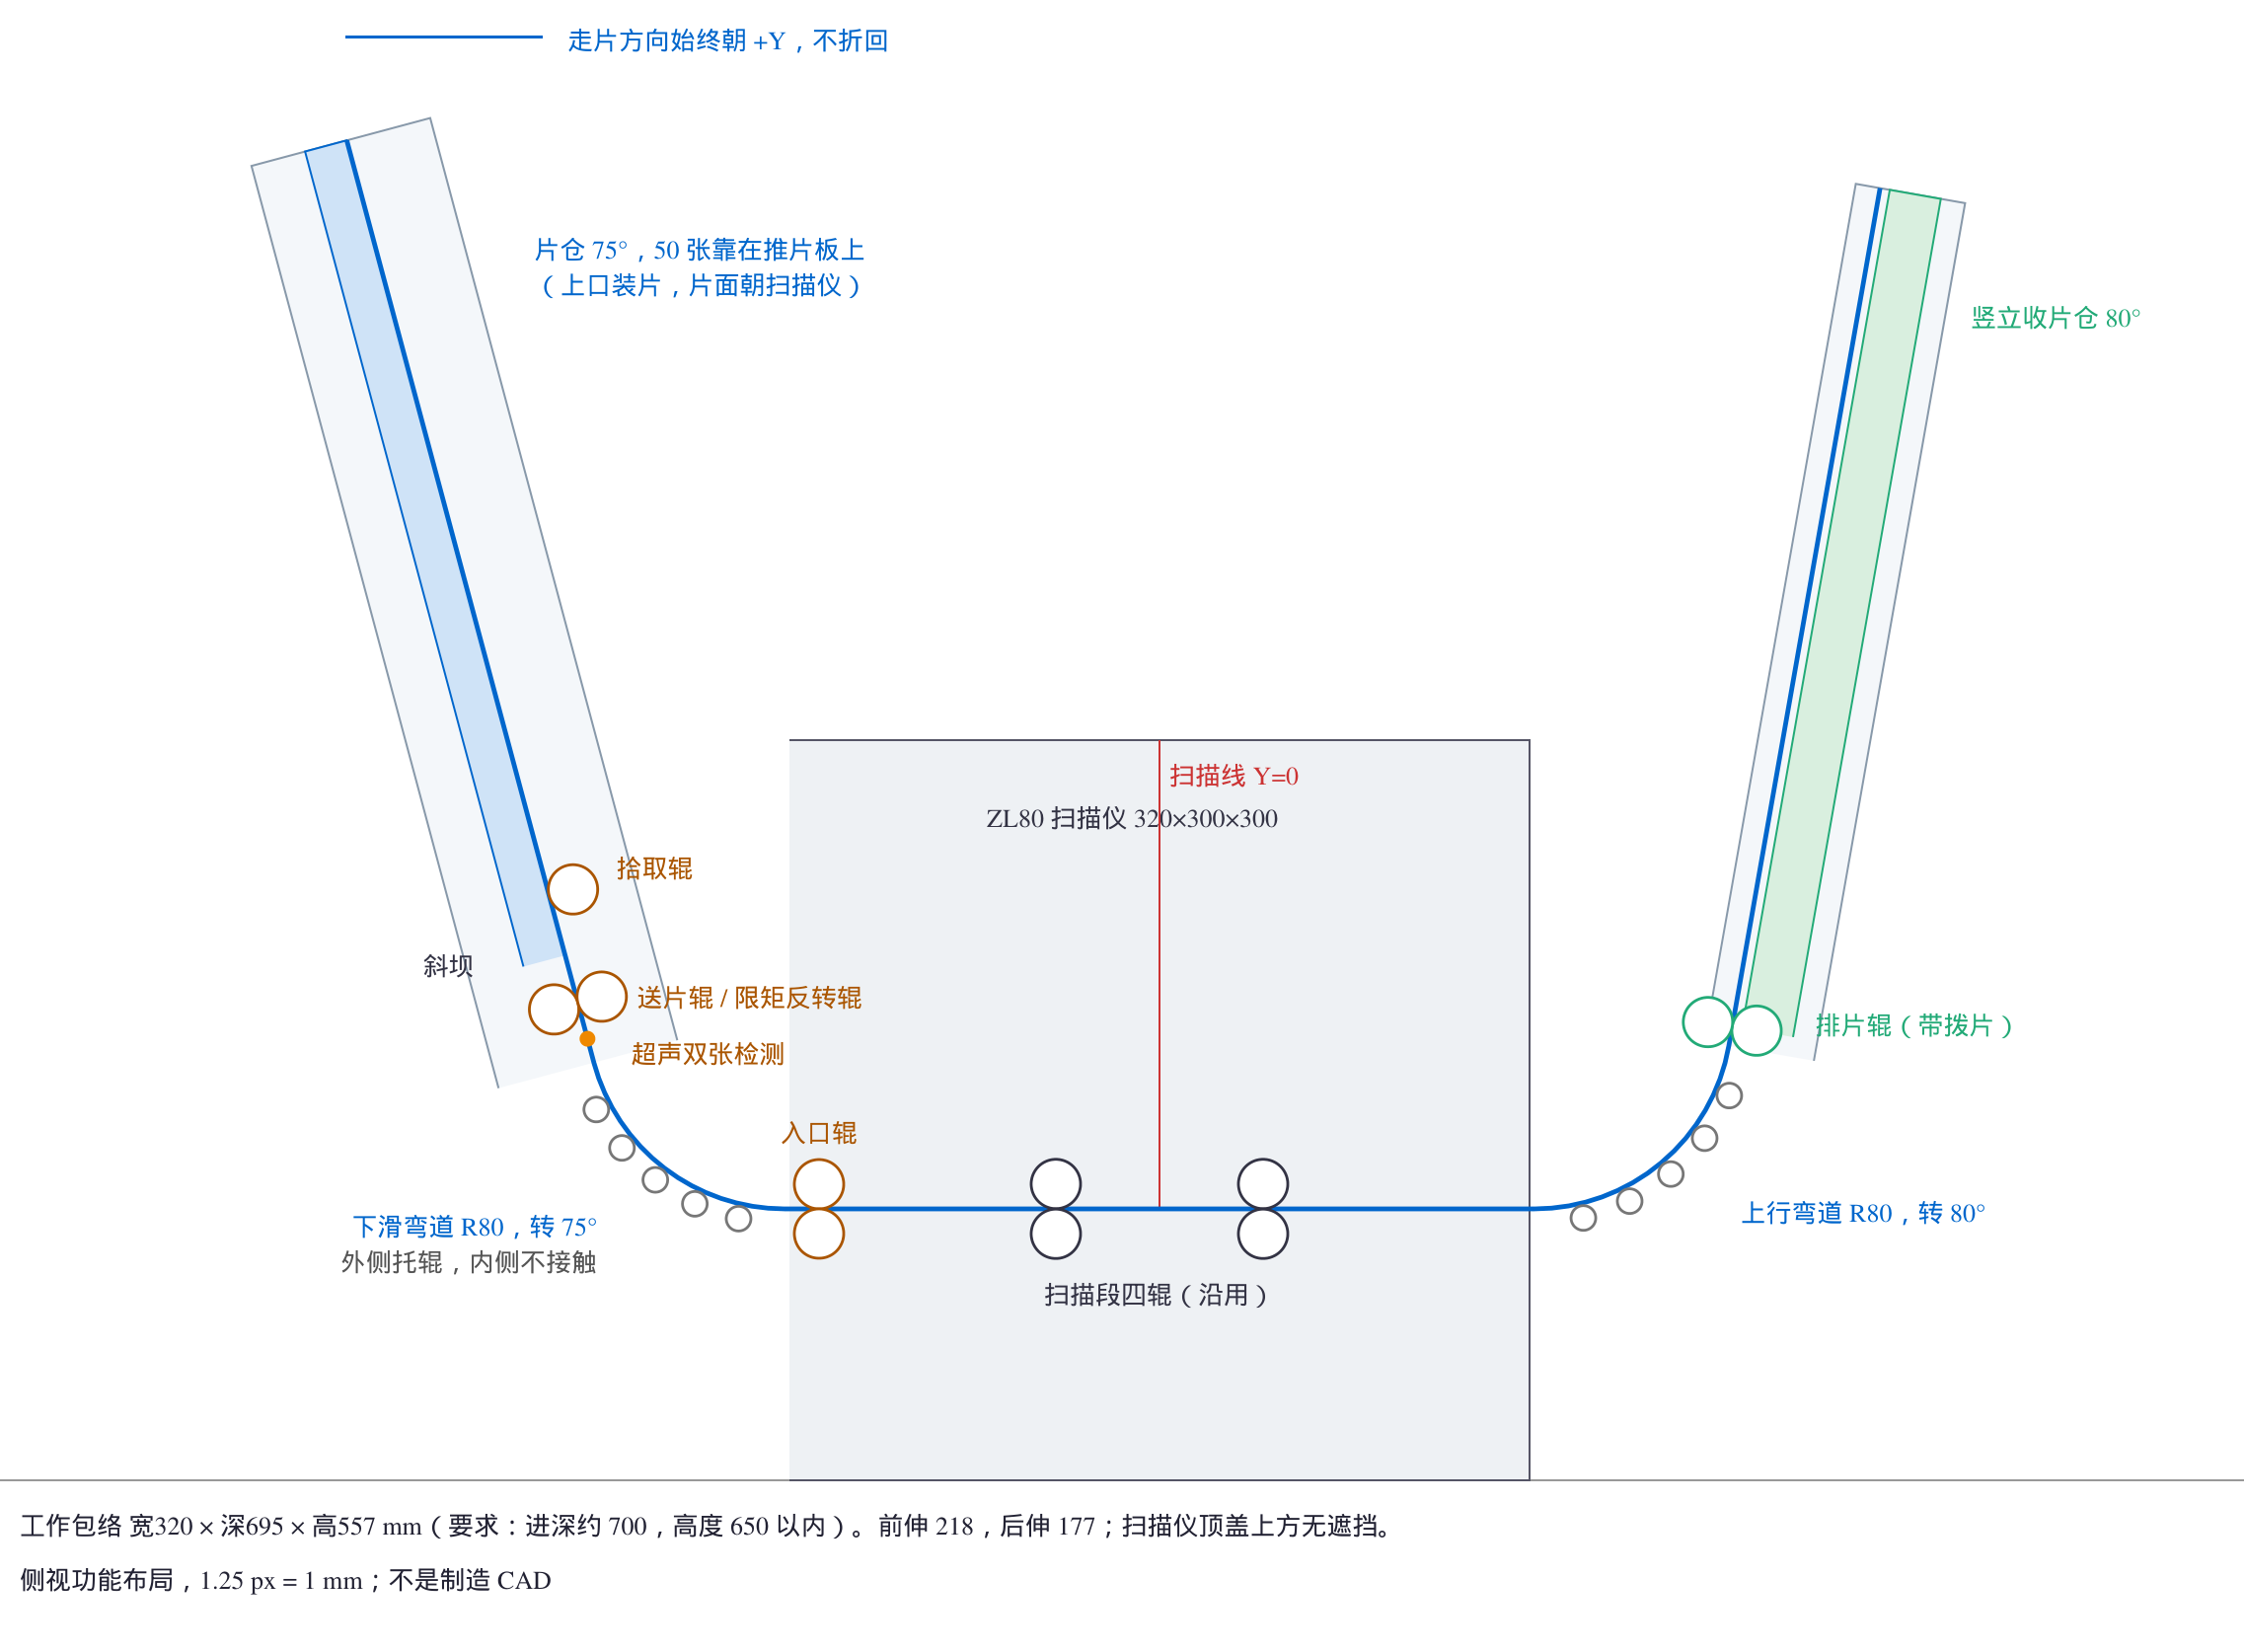 走片方向始终朝 +Y，不折回
片仓 75°，50 张靠在推片板上
（上口装片，片面朝扫描仪）
竖立收片仓 80°
扫描线 Y=0
ZL80 扫描仪 320×300×300
拾取辊
斜坝
送片辊 / 限矩反转辊
排片辊（带拨片）
超声双张检测
入口辊
下滑弯道 R80，转 75°
外侧托辊，内侧不接触
上行弯道 R80，转 80°
扫描段四辊（沿用）
工作包络 宽320 × 深695 × 高557 mm（要求：进深约 700，高度 650 以内）。前伸 218，后伸 177；扫描仪顶盖上方无遮挡。
侧视功能布局，1.25 px = 1 mm；不是制造 CAD